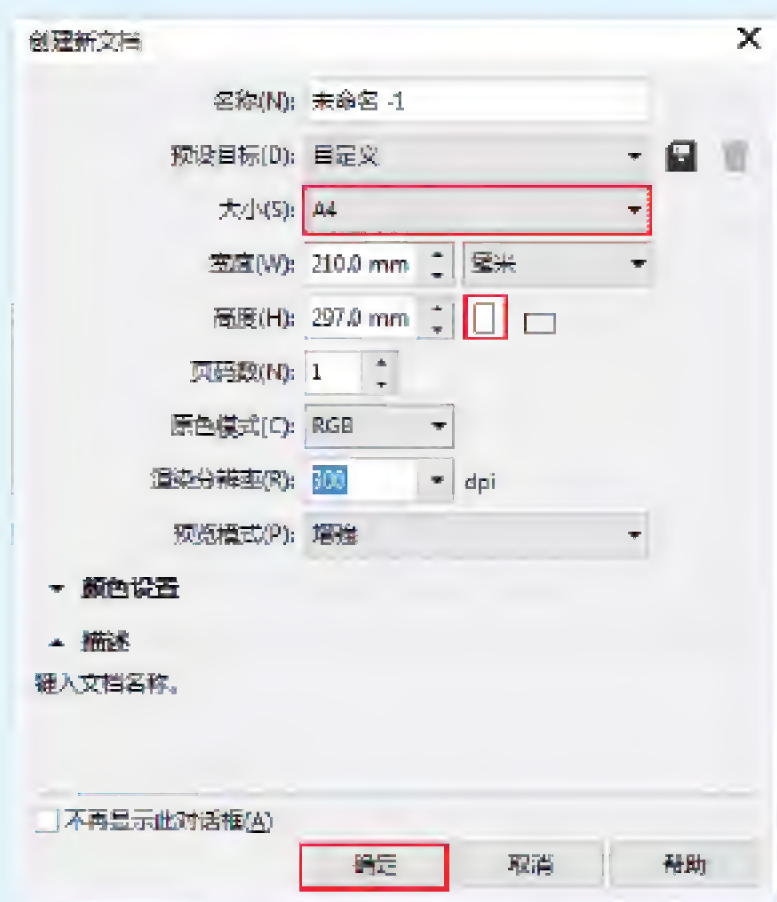 创建新文档
名称(N): 未命名 -1
预设目标(D): 自定义
大小(S): A4
宽度(W): 210.0 mm 毫米
高度(H): 297.0 mm
页码数(N): 1
原色模式(C): RGB
渲染分辨率(R): 300 dpi
预览模式(P): 增强
颜色设置
描述
键入文档名称。
不再显示此对话框(A)
确定 取消 帮助